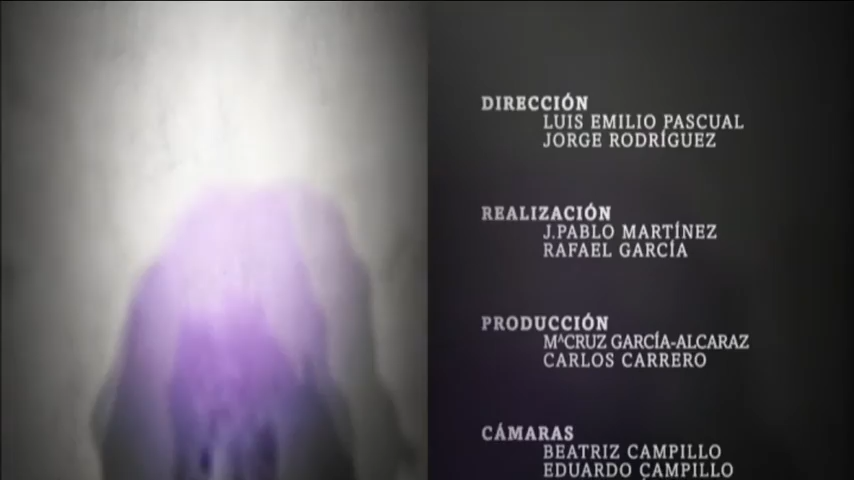 DIRECCIÓN
LUIS EMILIO PASCUAL
JORGE RODRÍGUEZ
REALIZACIÓN
J.PABLO MARTÍNEZ
RAFAEL GARCÍA
PRODUCCIÓN
MᴬCRUZ GARCÍA-ALCARAZ
CARLOS CARRERO
CÁMARAS
BEATRIZ CAMPILLO
EDUARDO CAMPILLO